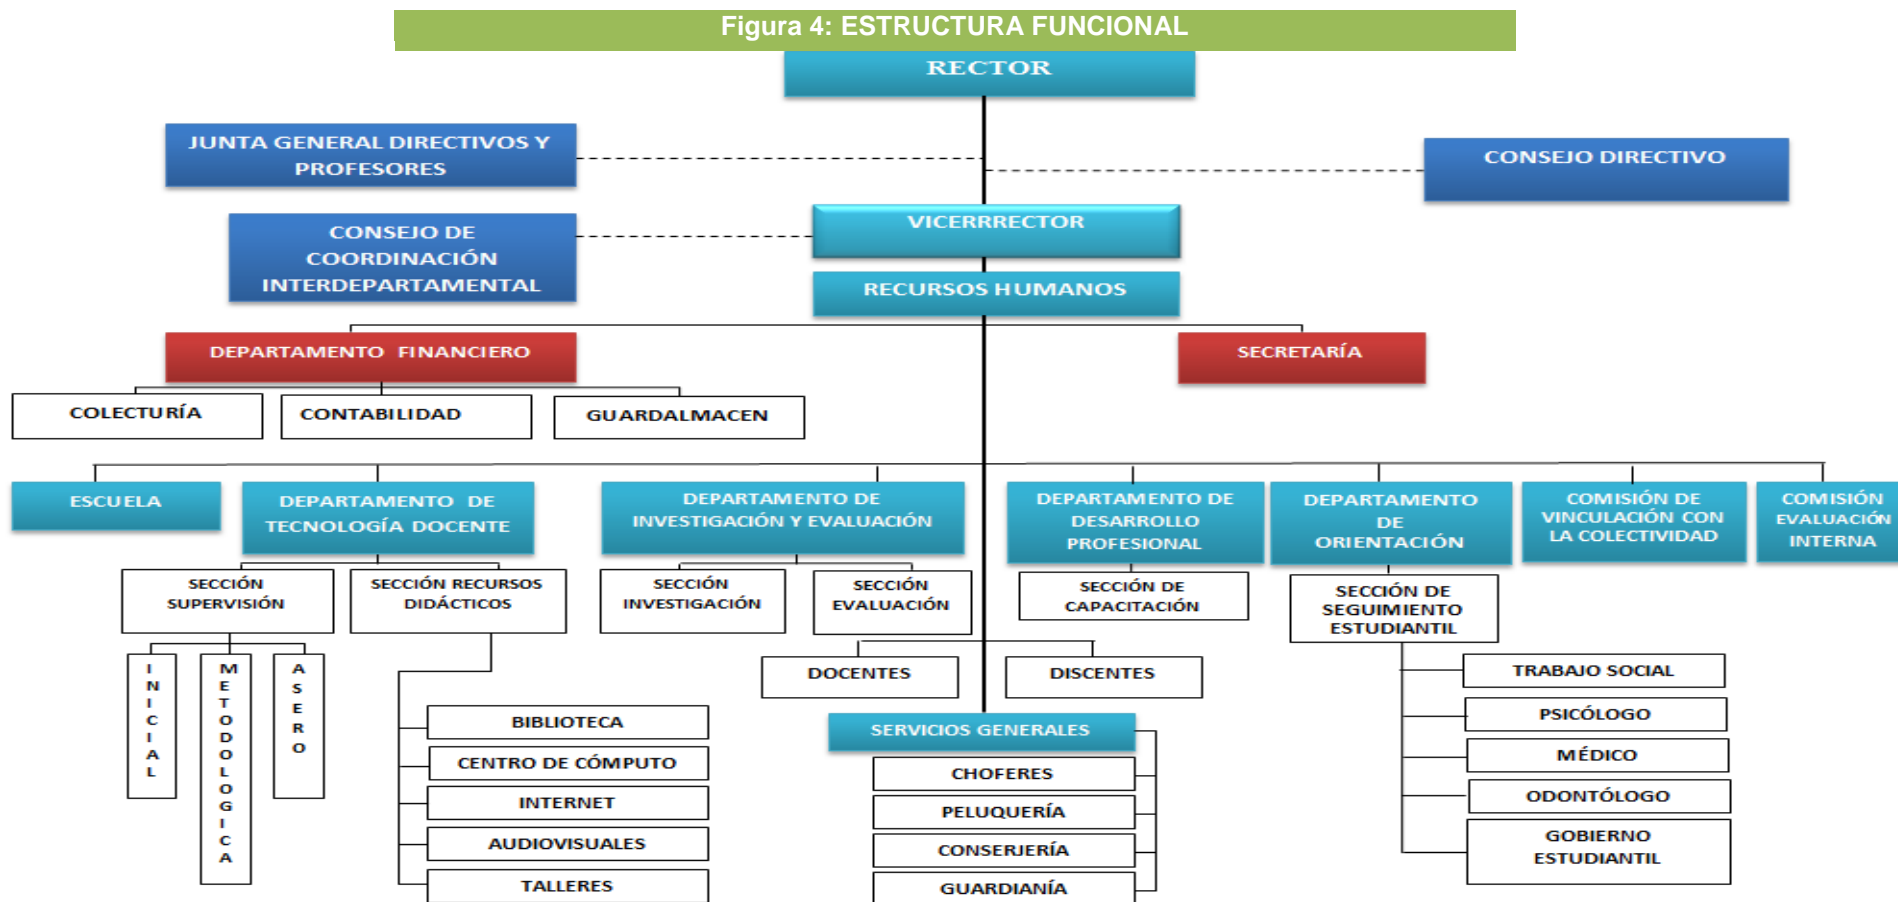 Figura 4: ESTRUCTURA FUNCIONAL
RECTOR
JUNTA GENERAL DIRECTIVOS Y
PROFESORES
CONSEJO DIRECTIVO
VICERRRECTOR
CONSEJO DE
COORDINACIÓN
INTERDEPARTAMENTAL
RECURSOS HUMANOS
DEPARTAMENTO FINANCIERO
SECRETARÍA
COLECTURÍA
CONTABILIDAD
GUARDALMACEN
ESCUELA
DEPARTAMENTO DE
TECNOLOGÍA DOCENTE
DEPARTAMENTO DE
INVESTIGACIÓN Y EVALUACIÓN
DEPARTAMENTO DE
DESARROLLO
PROFESIONAL
DEPARTAMENTO
DE
ORIENTACIÓN
COMISIÓN DE
VINCULACIÓN CON
LA COLECTIVIDAD
COMISIÓN
EVALUACIÓN
INTERNA
SECCIÓN
SUPERVISIÓN
SECCIÓN RECURSOS
DIDÁCTICOS
SECCIÓN
INVESTIGACIÓN
SECCIÓN
EVALUACIÓN
SECCIÓN DE
CAPACITACIÓN
SECCIÓN DE
SEGUIMIENTO
ESTUDIANTIL
INICIAL
METODOLOGICA
ASERO
DOCENTES
DISCENTES
BIBLIOTECA
CENTRO DE CÓMPUTO
INTERNET
AUDIOVISUALES
TALLERES
SERVICIOS GENERALES
CHOFERES
PELUQUERÍA
CONSERJERÍA
GUARDIANÍA
TRABAJO SOCIAL
PSICÓLOGO
MÉDICO
ODONTÓLOGO
GOBIERNO
ESTUDIANTIL